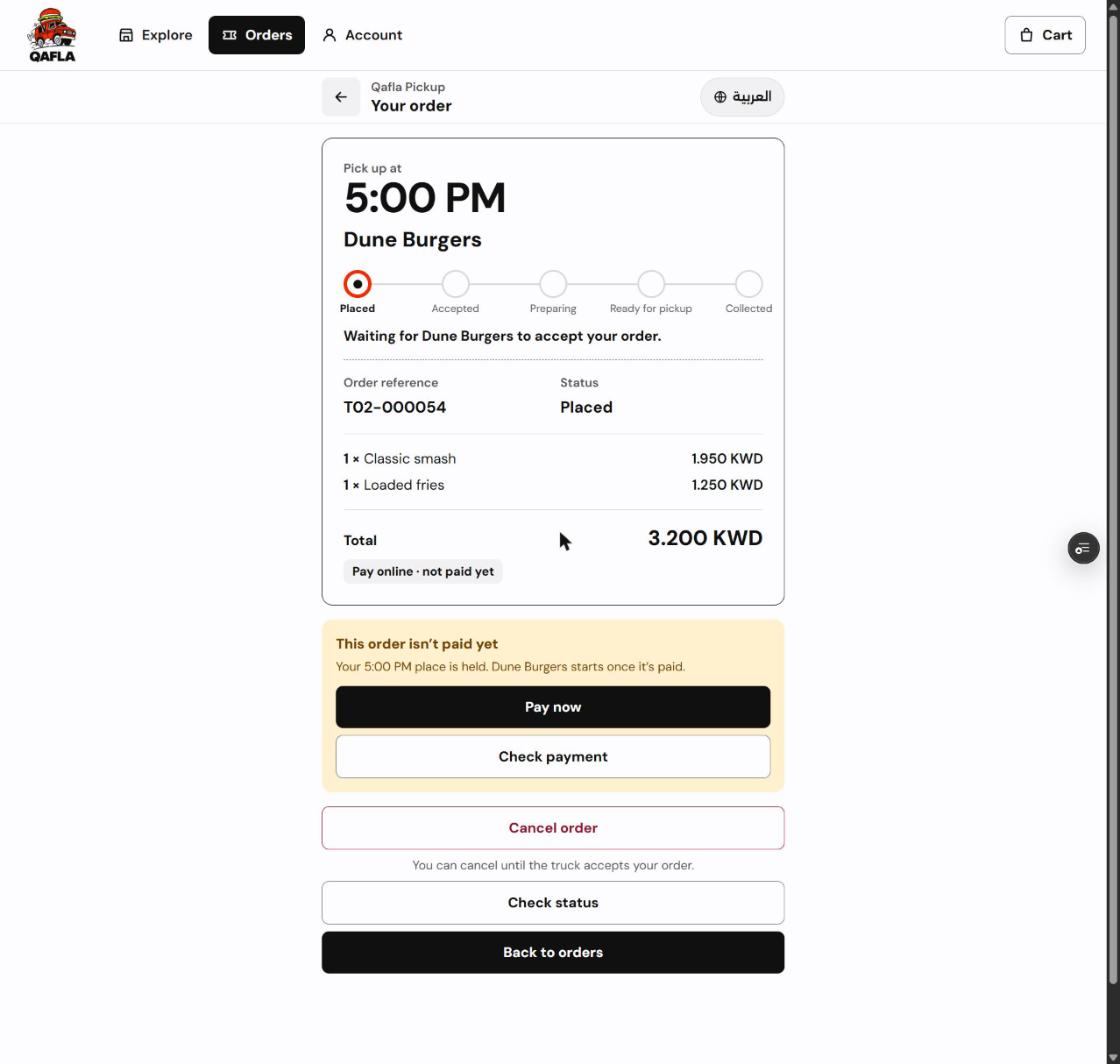 QAFLA
Explore
Orders
Account
Cart
Qafla Pickup
Your order
العربية
Pick up at
5:00 PM
Dune Burgers
Placed
Accepted
Preparing
Ready for pickup
Collected
Waiting for Dune Burgers to accept your order.
Order reference
Status
T02-000054
Placed
1 × Classic smash 1.950 KWD
1 × Loaded fries 1.250 KWD
Total 3.200 KWD
Pay online · not paid yet
This order isn’t paid yet
Your 5:00 PM place is held. Dune Burgers starts once it’s paid.
Pay now
Check payment
Cancel order
You can cancel until the truck accepts your order.
Check status
Back to orders